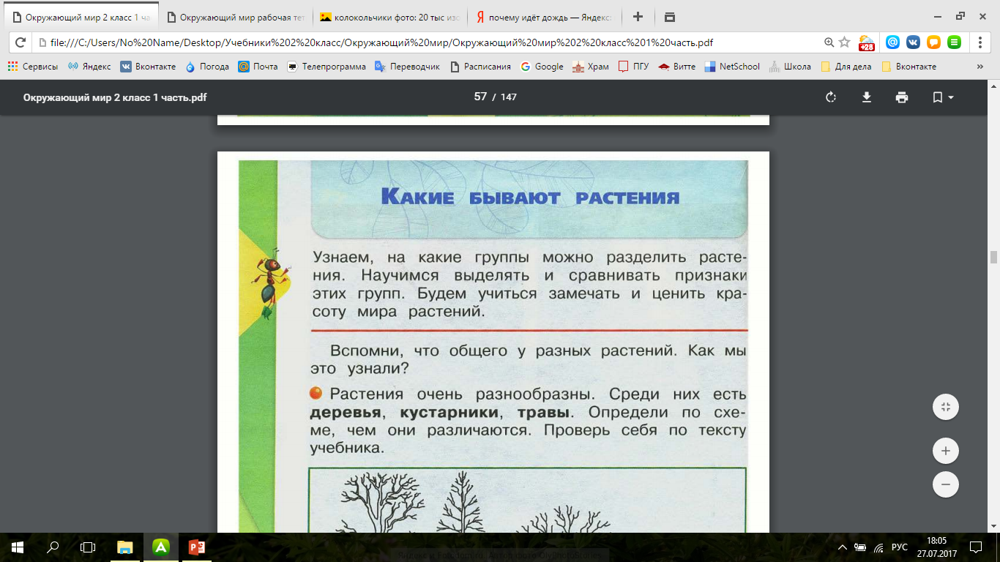 Окружающий мир 2 класс 1 ча
Окружающий мир рабочая тет
колокольчики фото: 20 тыс изо
почему идёт дождь — Яндекс:
file:///C:/Users/No%20Name/Desktop/Учебники%202%20класс/Окружающий%20мир/Окружающий%20мир%202%20класс%201%20часть.pdf
+28
Сервисы
Яндекс
Вконтакте
Погода
Почта
Телепрограмма
Переводчик
Расписания
Google
Храм
ПГУ
Витте
NetSchool
Школа
Для дела
Вконтакте
»
Окружающий мир 2 класс 1 часть.pdf
57 / 147
Какие бывают растения
Узнаем, на какие группы можно разделить расте-
ния. Научимся выделять и сравнивать признаки
этих групп. Будем учиться замечать и ценить кра-
соту мира растений.
Вспомни, что общего у разных растений. Как мы
это узнали?
Растения очень разнообразны. Среди них есть
деревья, кустарники, травы. Определи по схе-
ме, чем они различаются. Проверь себя по тексту
учебника.
РУС
18:05
27.07.2017